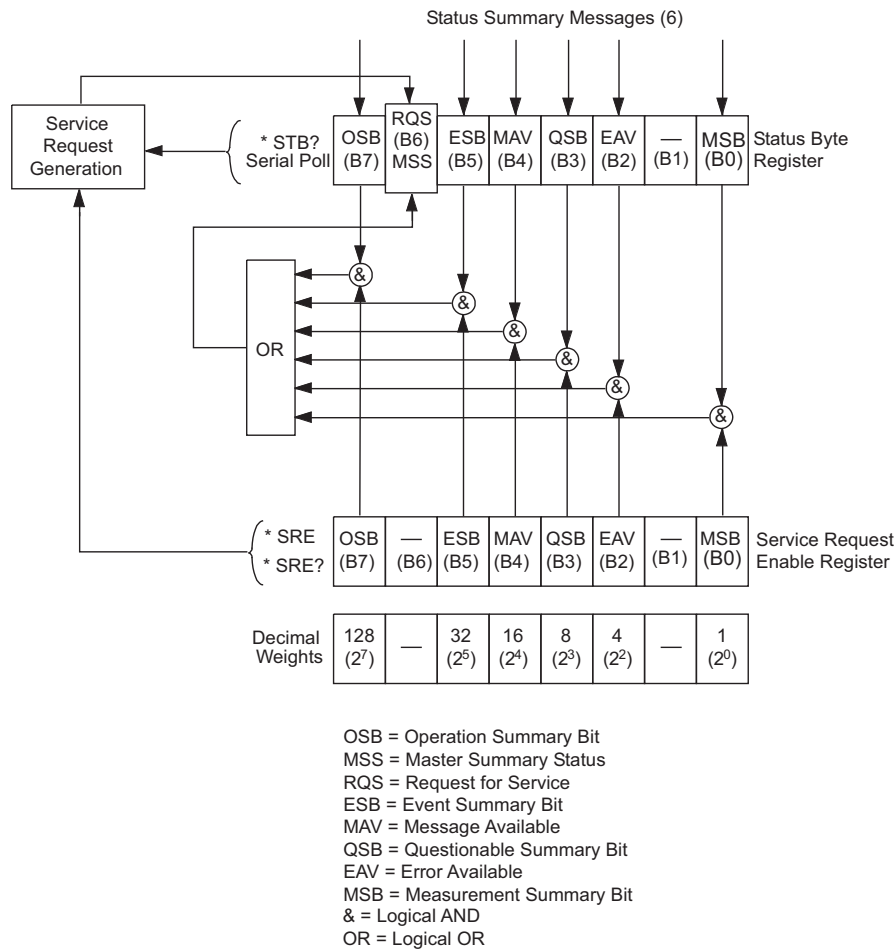 Status Summary Messages (6)
Service
Request
Generation
* STB?
Serial Poll
OSB
(B7)
RQS
(B6)
MSS
ESB
(B5)
MAV
(B4)
QSB
(B3)
EAV
(B2)
—
(B1)
MSB
(B0)
Status Byte
Register
&
&
&
&
&
&
OR
* SRE
* SRE?
OSB
(B7)
—
(B6)
ESB
(B5)
MAV
(B4)
QSB
(B3)
EAV
(B2)
—
(B1)
MSB
(B0)
Service Request
Enable Register
Decimal
Weights
128
(2⁷)
—
32
(2⁵)
16
(2⁴)
8
(2³)
4
(2²)
—
1
(2⁰)
OSB = Operation Summary Bit
MSS = Master Summary Status
RQS = Request for Service
ESB = Event Summary Bit
MAV = Message Available
QSB = Questionable Summary Bit
EAV = Error Available
MSB = Measurement Summary Bit
& = Logical AND
OR = Logical OR